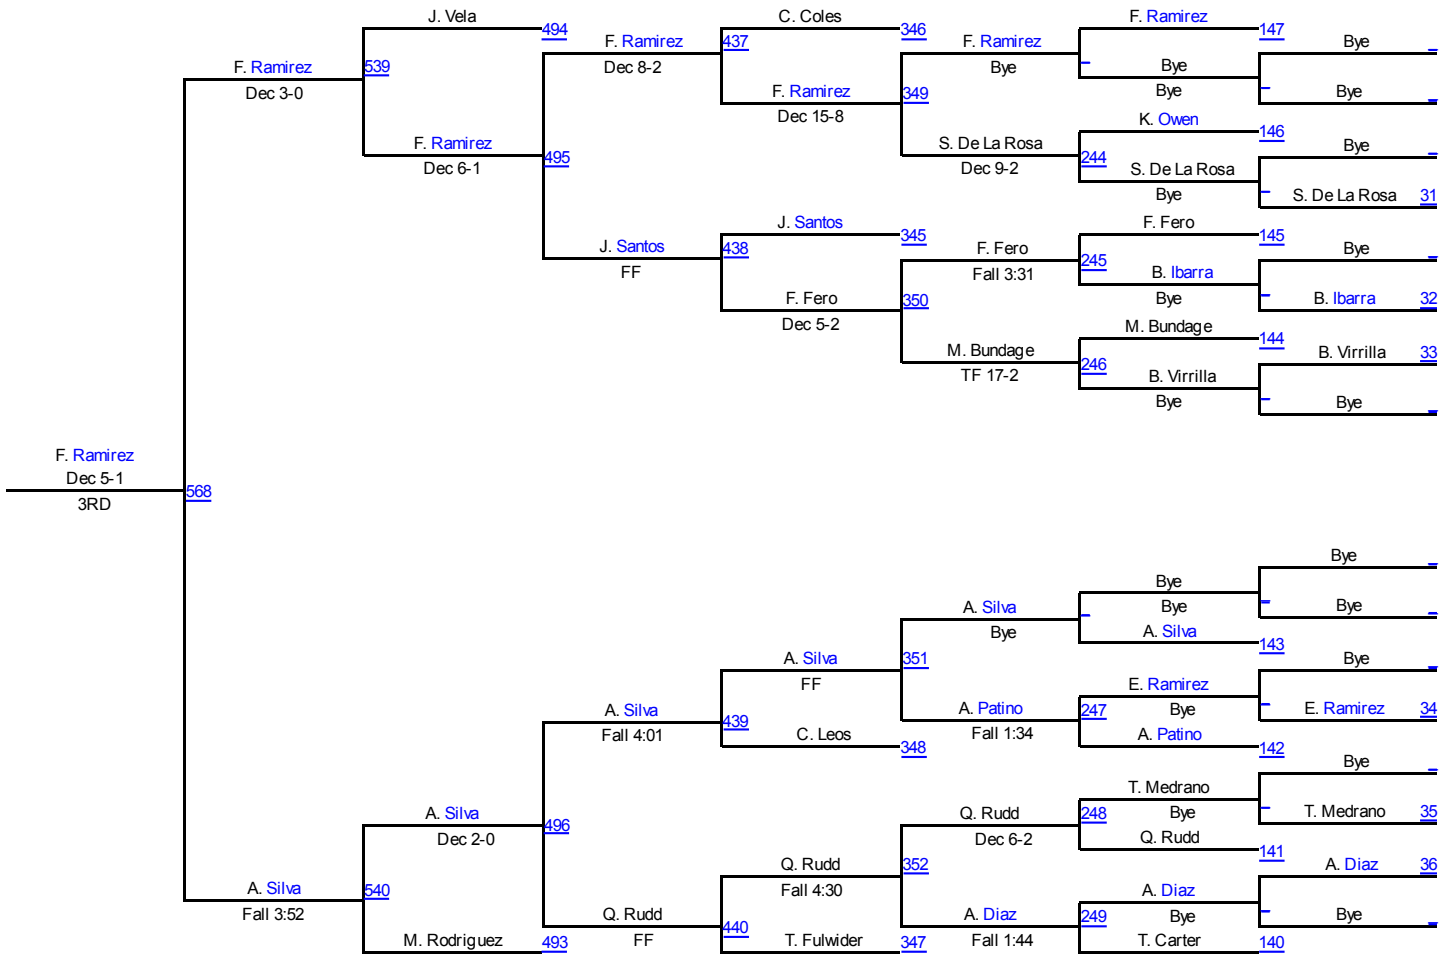 J. Vela
494
C. Coles
346
F. Ramirez
147
Bye
F. Ramirez
539
F. Ramirez
437
F. Ramirez
Bye
Dec 3-0
Dec 8-2
Bye
Bye
Bye
F. Ramirez
349
Dec 15-8
K. Owen
146
F. Ramirez
495
S. De La Rosa
244
Bye
Dec 6-1
Dec 9-2
S. De La Rosa
Bye
S. De La Rosa
31
J. Santos
345
F. Fero
145
J. Santos
438
F. Fero
245
Bye
FF
Fall 3:31
B. Ibarra
F. Fero
350
Bye
B. Ibarra
32
Dec 5-2
M. Bundage
144
M. Bundage
246
B. Virrilla
33
TF 17-2
B. Virrilla
Bye
Bye
F. Ramirez
Dec 5-1
568
3RD
Bye
Bye
A. Silva
Bye
Bye
Bye
A. Silva
143
A. Silva
351
Bye
FF
E. Ramirez
A. Silva
439
A. Patino
247
Bye
E. Ramirez
34
Fall 4:01
C. Leos
348
Fall 1:34
A. Patino
142
Bye
T. Medrano
A. Silva
496
Q. Rudd
248
Bye
T. Medrano
35
Dec 2-0
Dec 6-2
Q. Rudd
141
Q. Rudd
352
A. Diaz
36
A. Silva
540
Fall 4:30
A. Diaz
Fall 3:52
Q. Rudd
440
A. Diaz
249
Bye
Bye
M. Rodriguez
493
FF
T. Fulwider
347
Fall 1:44
T. Carter
140